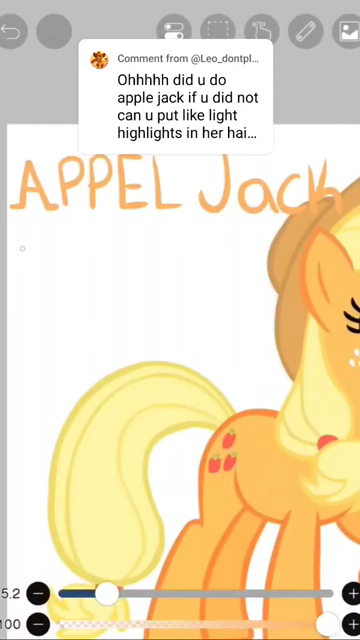 Comment from @Leo_dontpl...
Ohhhhh did u do
apple jack if u did not
can u put like light
highlights in her hai...
APPEL Jack
5.2
100